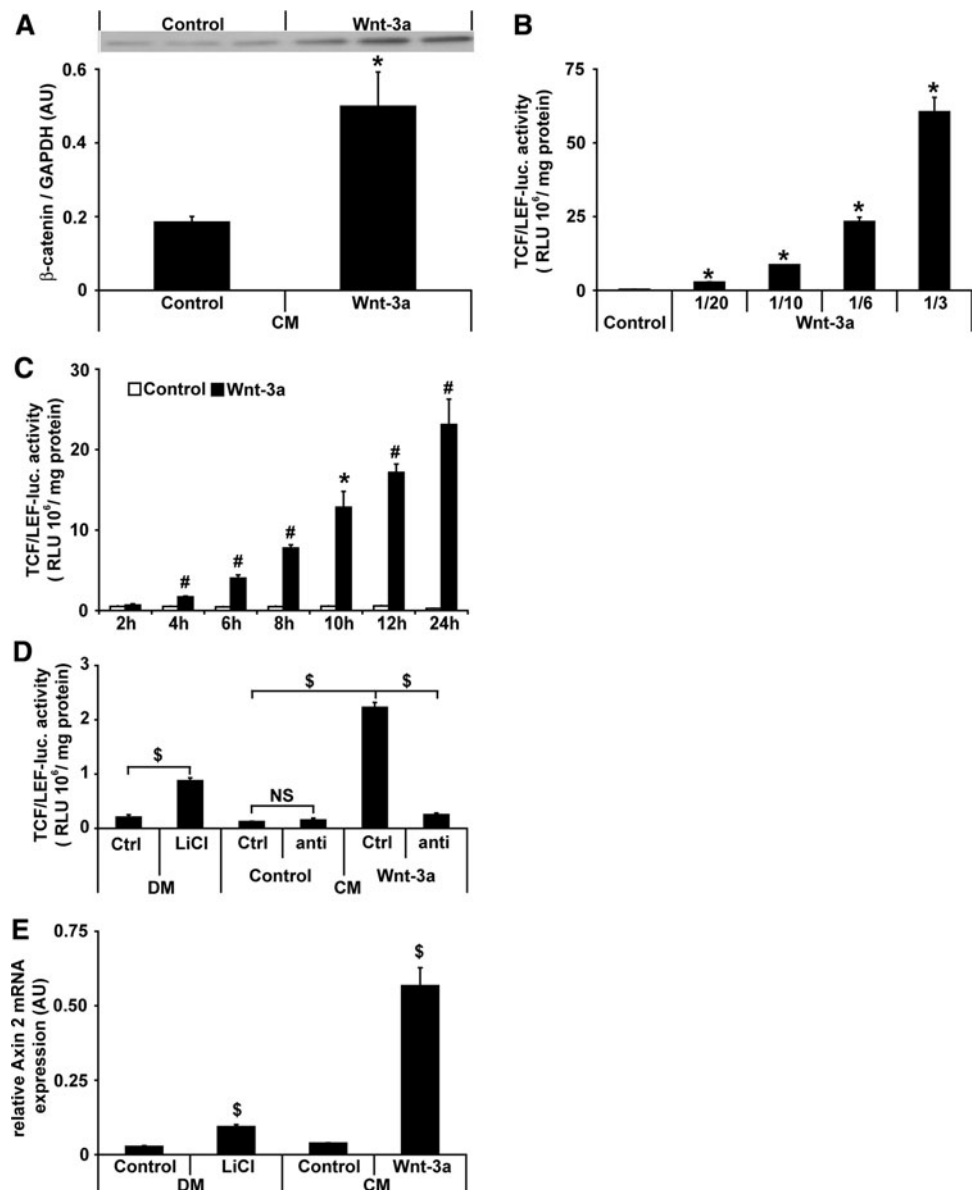 A
Control Wnt-3a
*
0.6
0.4
0.2
0
β-catenin / GAPDH (AU)
Control Wnt-3a
CM
B
75
50
25
0
TCF/LEF-luc. activity
( RLU 10⁶/ mg protein)
* * * *
1/20 1/10 1/6 1/3
Control Wnt-3a
C
Control Wnt-3a
30
20
10
0
TCF/LEF-luc. activity
( RLU 10⁶/ mg protein)
# # # * # #
2h 4h 6h 8h 10h 12h 24h
D
3
2
1
0
TCF/LEF-luc. activity
( RLU 10⁶/ mg protein)
$ $
$
NS
Ctrl LiCl Ctrl anti Ctrl anti
Control Wnt-3a
DM CM
E
0.75
0.50
0.25
0
relative Axin 2 mRNA
expression (AU)
$ $
Control LiCl Control Wnt-3a
DM CM